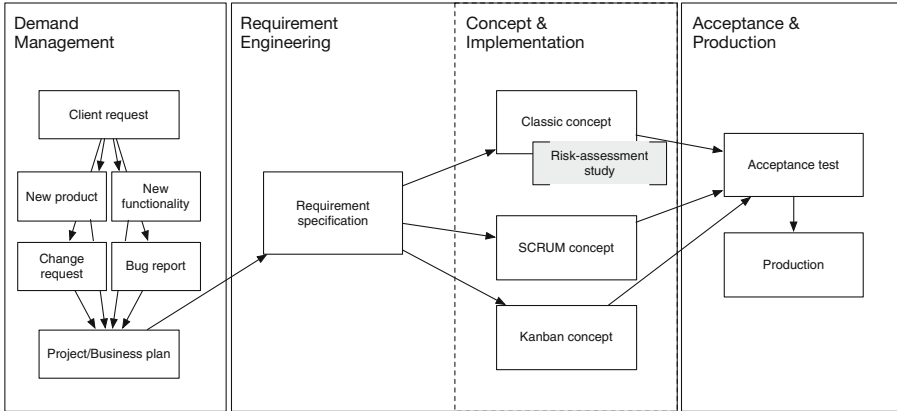 Demand
Management
Client request
New product
New
functionality
Change
request
Bug report
Project/Business plan
Requirement
Engineering
Requirement
specification
Concept &
Implementation
Classic concept
Risk-assessment
study
SCRUM concept
Kanban concept
Acceptance &
Production
Acceptance test
Production